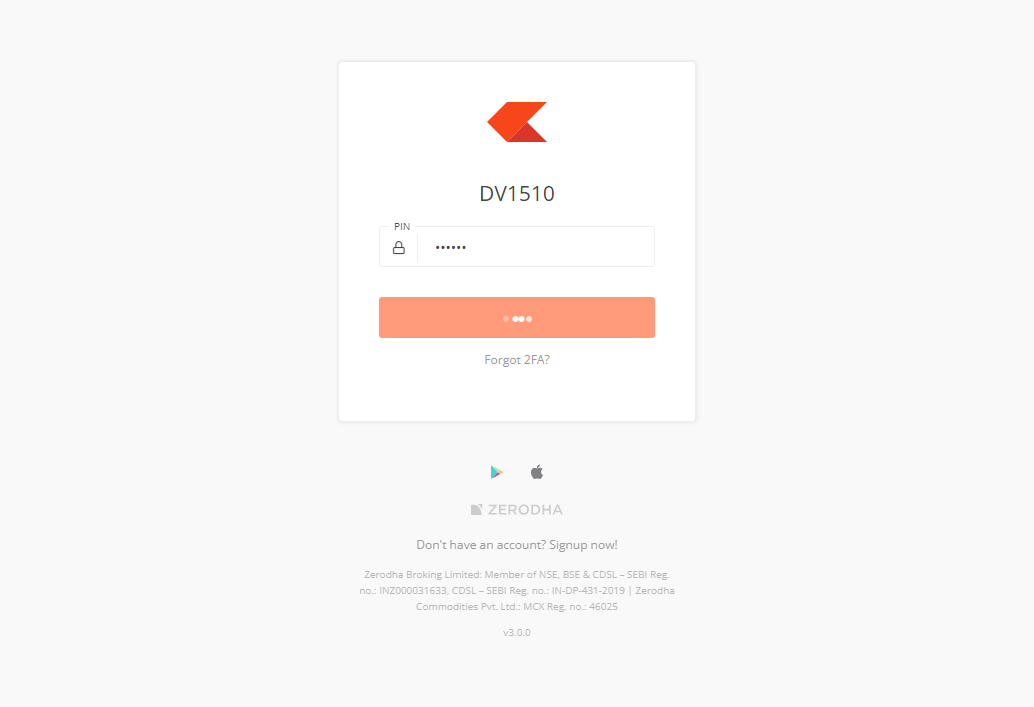 DV1510
PIN
••••••
Forgot 2FA?
ZERODHA
Don't have an account? Signup now!
Zerodha Broking Limited: Member of NSE, BSE & CDSL – SEBI Reg.
no.: INZ000031633, CDSL – SEBI Reg. no.: IN-DP-431-2019 | Zerodha
Commodities Pvt. Ltd.: MCX Reg. no.: 46025
v3.0.0